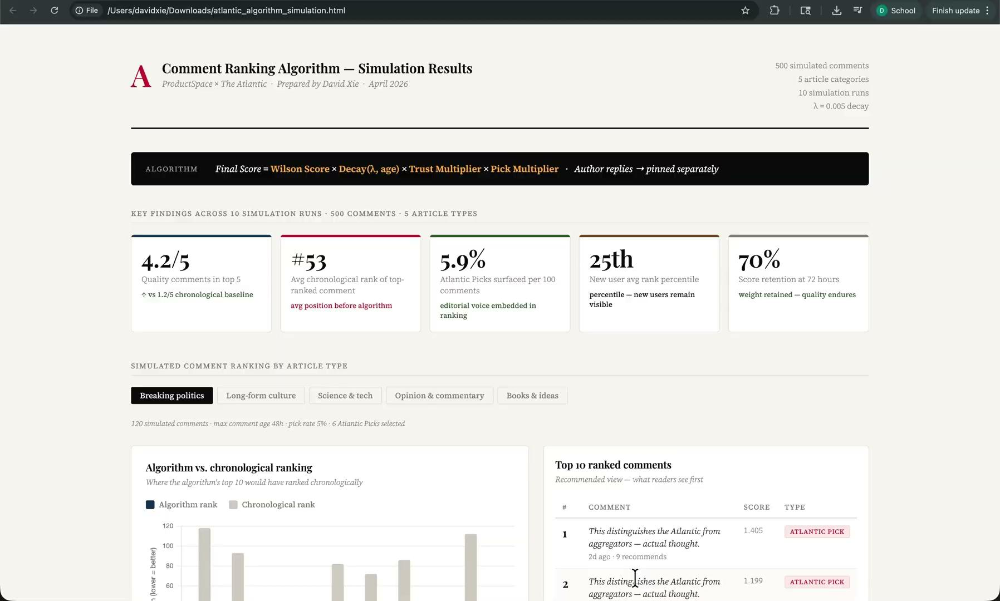 File
/Users/davidxie/Downloads/atlantic_algorithm_simulation.html
D
School
Finish update
A
Comment Ranking Algorithm — Simulation Results
ProductSpace × The Atlantic · Prepared by David Xie · April 2026
500 simulated comments
5 article categories
10 simulation runs
λ = 0.005 decay
ALGORITHM
Final Score = Wilson Score × Decay(λ, age) × Trust Multiplier × Pick Multiplier · Author replies → pinned separately
KEY FINDINGS ACROSS 10 SIMULATION RUNS · 500 COMMENTS · 5 ARTICLE TYPES
4.2/5
Quality comments in top 5
↑ vs 1.2/5 chronological baseline
#53
Avg chronological rank of top-
ranked comment
avg position before algorithm
5.9%
Atlantic Picks surfaced per 100
comments
editorial voice embedded in
ranking
25th
New user avg rank percentile
percentile — new users remain
visible
70%
Score retention at 72 hours
weight retained — quality endures
SIMULATED COMMENT RANKING BY ARTICLE TYPE
Breaking politics
Long-form culture
Science & tech
Opinion & commentary
Books & ideas
120 simulated comments · max comment age 48h · pick rate 5% · 6 Atlantic Picks selected
Algorithm vs. chronological ranking
Where the algorithm's top 10 would have ranked chronologically
Algorithm rank
Chronological rank
120
100
80
60
(lower = better)
Top 10 ranked comments
Recommended view — what readers see first
# COMMENT SCORE TYPE
1
This distinguishes the Atlantic from
aggregators — actual thought.
2d ago · 9 recommends
1.405
ATLANTIC PICK
2
This distinguishes the Atlantic from
aggregators — actual thought.
1.199
ATLANTIC PICK